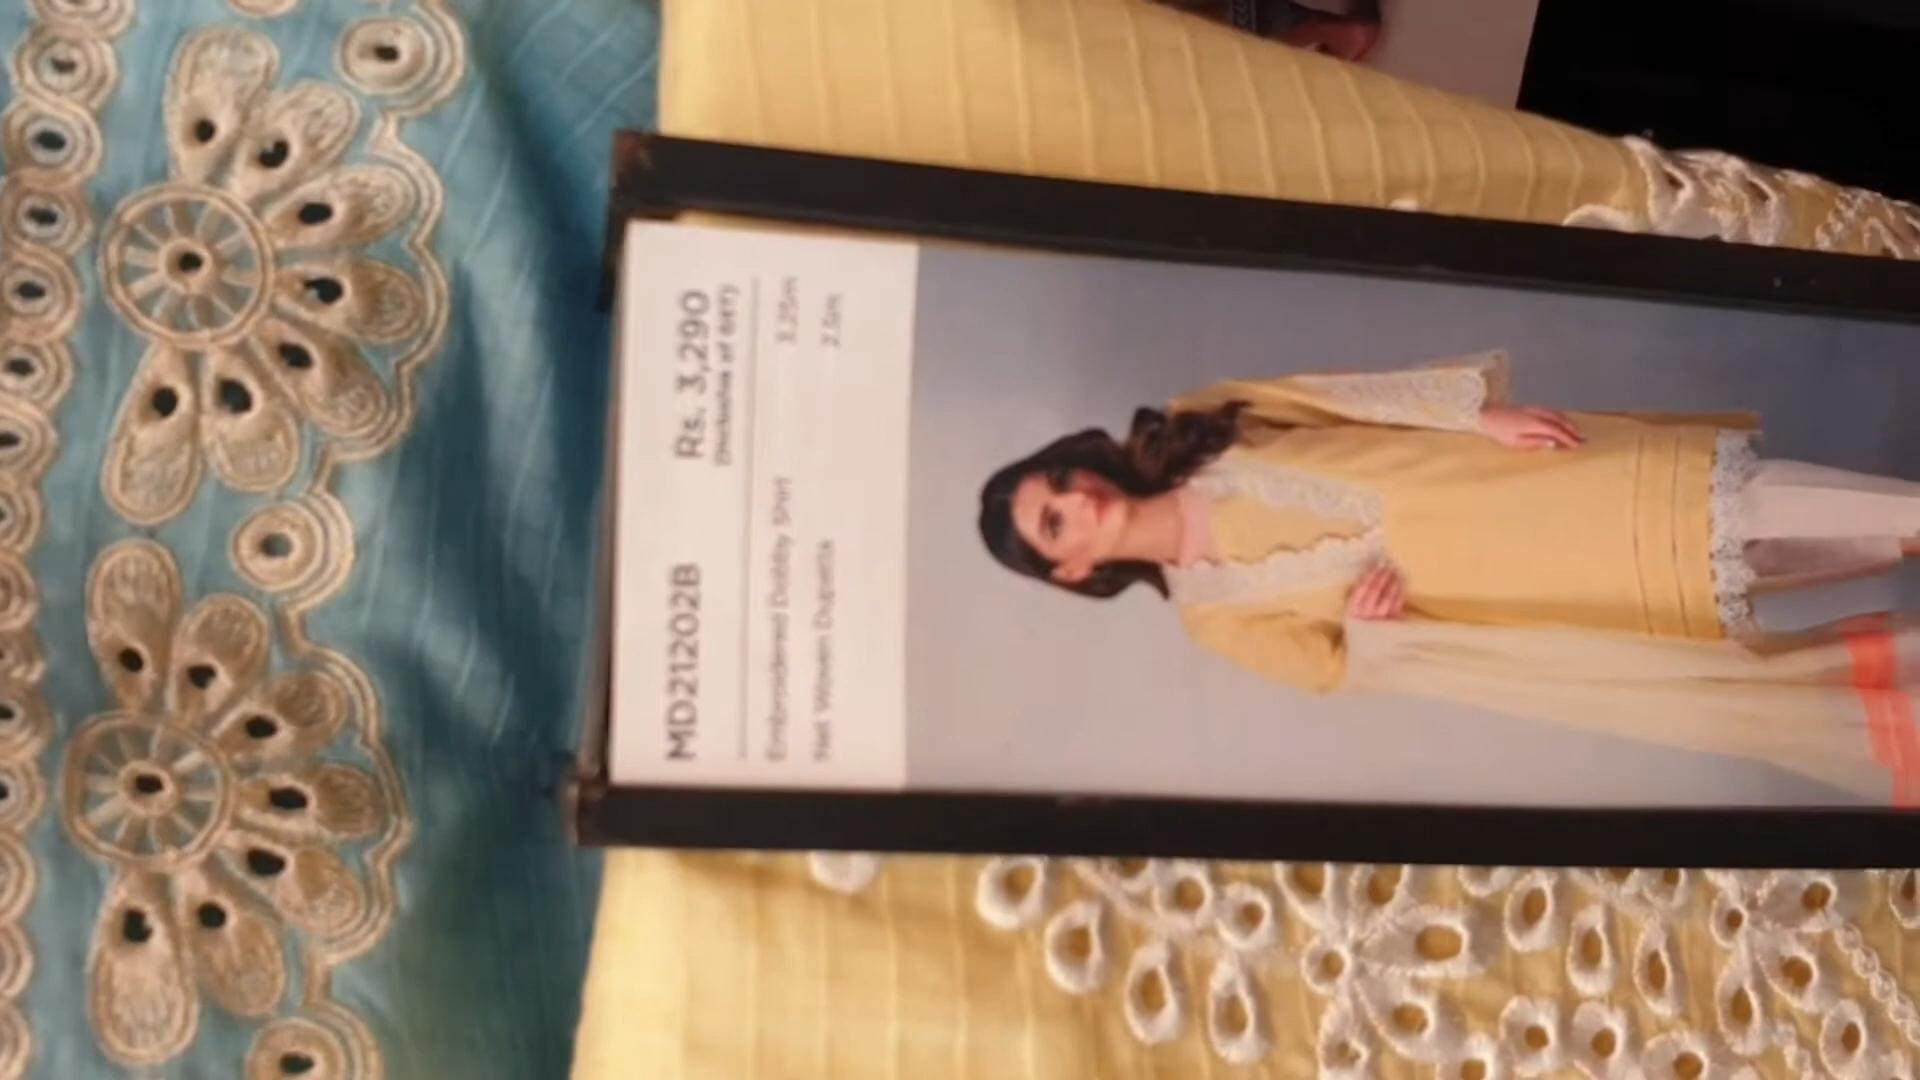 MD21202B Rs. 3,290
(Inclusive of GST)
Embroidered Dobby Shirt 3.25m
Net Woven Dupatta 2.5m